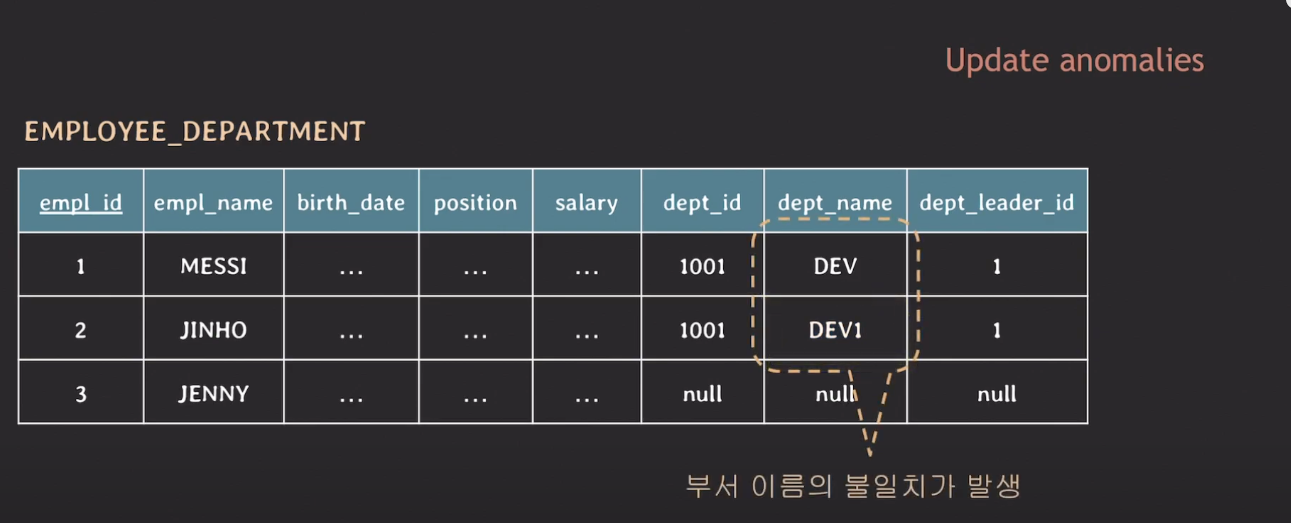 Update anomalies
EMPLOYEE_DEPARTMENT
empl_id empl_name birth_date position salary dept_id dept_name dept_leader_id
1 MESSI ... ... ... 1001 DEV 1
2 JINHO ... ... ... 1001 DEV1 1
3 JENNY ... ... ... null null null
부서 이름의 불일치가 발생